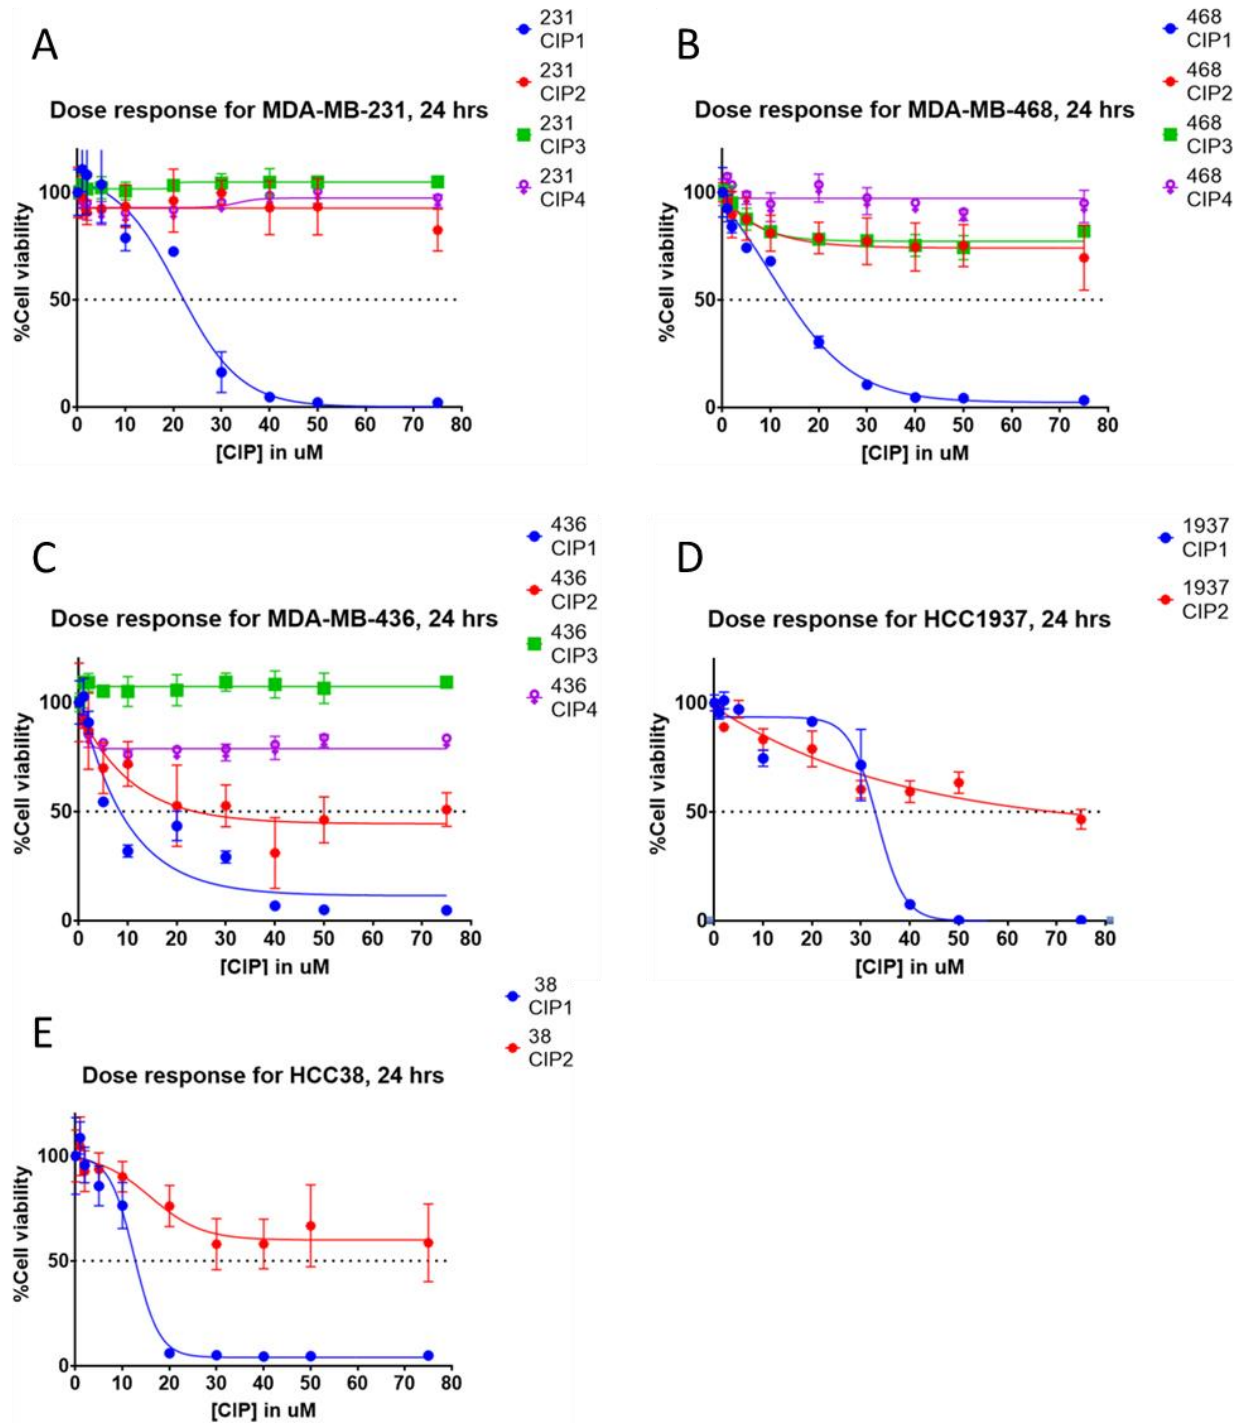 A
231
CIP1
231
CIP2
231
CIP3
231
CIP4
Dose response for MDA-MB-231, 24 hrs
%Cell viability
100
50
0
0 10 20 30 40 50 60 70 80
[CIP] in uM
B
468
CIP1
468
CIP2
468
CIP3
468
CIP4
Dose response for MDA-MB-468, 24 hrs
%Cell viability
100
50
0
0 10 20 30 40 50 60 70 80
[CIP] in uM
C
436
CIP1
436
CIP2
436
CIP3
436
CIP4
Dose response for MDA-MB-436, 24 hrs
%Cell viability
100
50
0
0 10 20 30 40 50 60 70 80
[CIP] in uM
D
1937
CIP1
1937
CIP2
Dose response for HCC1937, 24 hrs
%Cell viability
100
50
0
0 10 20 30 40 50 60 70 80
[CIP] in uM
E
38
CIP1
38
CIP2
Dose response for HCC38, 24 hrs
%Cell viability
100
50
0
0 10 20 30 40 50 60 70 80
[CIP] in uM